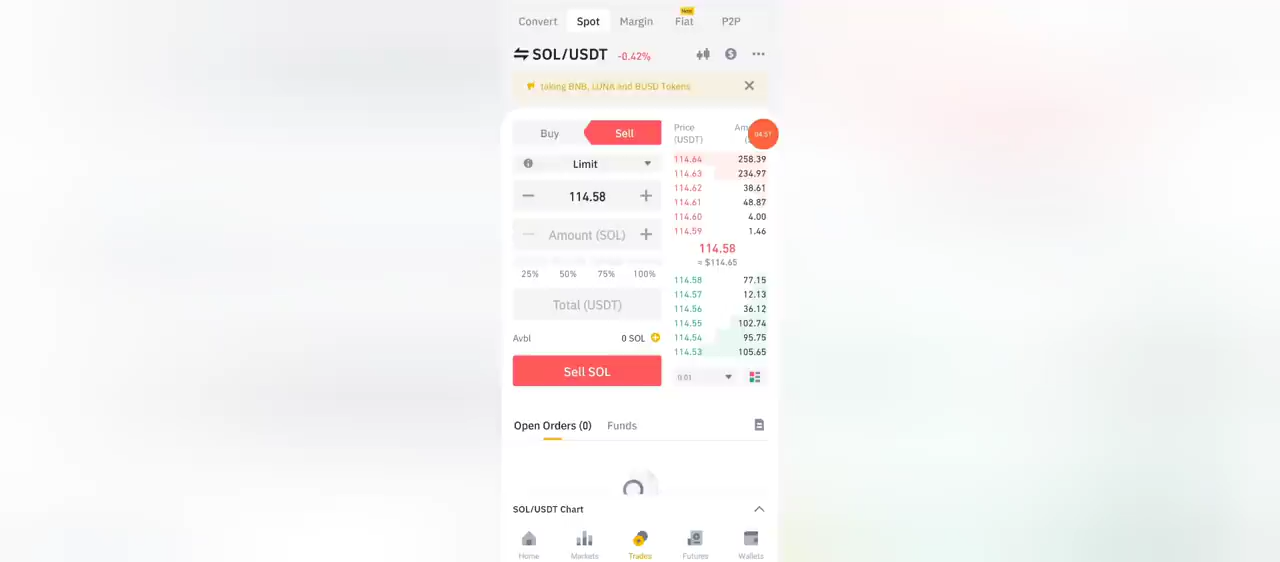 Convert Spot Margin Fiat New P2P
SOL/USDT -0.42%
taking BNB, LUNA and BUSD Tokens
Buy Sell
Limit
114.58
Amount (SOL)
25% 50% 75% 100%
Total (USDT)
Avbl 0 SOL
Sell SOL
Price
(USDT)
04:57
114.64 258.39
114.63 234.97
114.62 38.61
114.61 48.87
114.60 4.00
114.59 1.46
114.58
≈ $114.65
114.58 77.15
114.57 12.13
114.56 36.12
114.55 102.74
114.54 95.75
114.53 105.65
0.01
Open Orders (0) Funds
SOL/USDT Chart
Home Markets Trades Futures Wallets